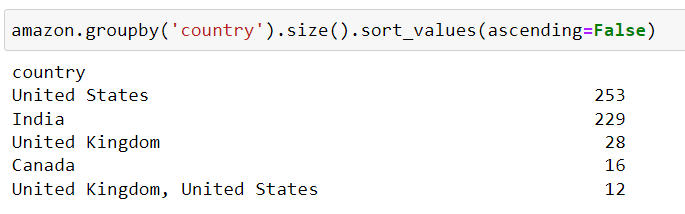 amazon.groupby('country').size().sort_values(ascending=False)
country
United States 253
India 229
United Kingdom 28
Canada 16
United Kingdom, United States 12